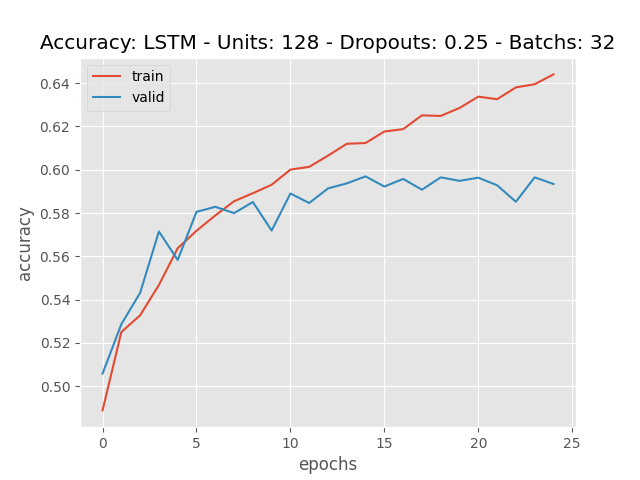 Accuracy: LSTM - Units: 128 - Dropouts: 0.25 - Batchs: 32
train
valid
0.64
0.62
0.60
0.58
0.56
0.54
0.52
0.50
accuracy
0 5 10 15 20 25
epochs